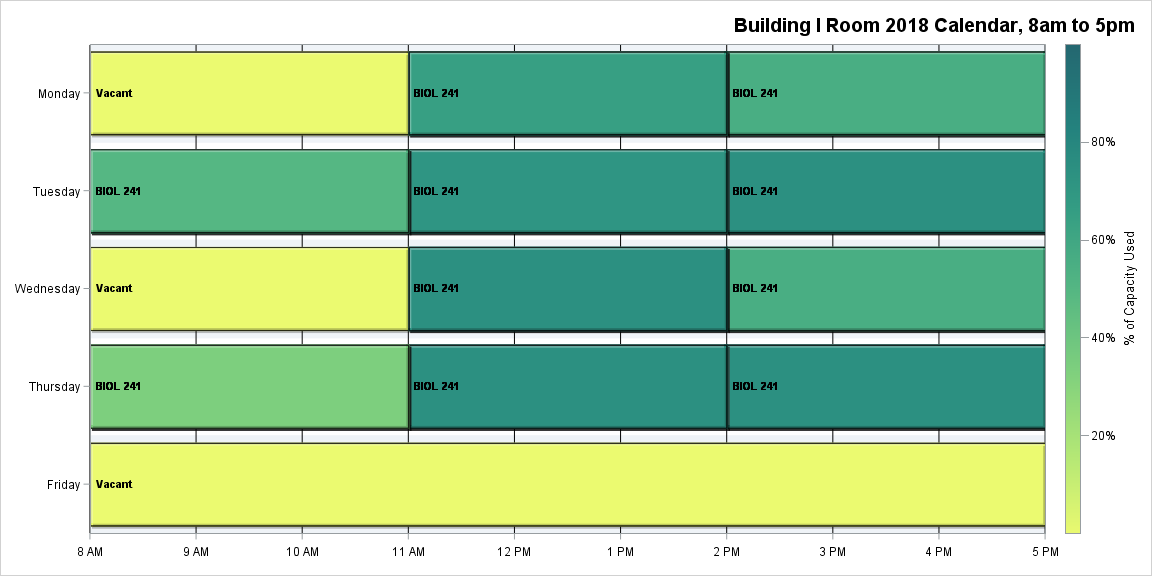 Building I Room 2018 Calendar, 8am to 5pm
Monday
Vacant
BIOL 241
BIOL 241
Tuesday
BIOL 241
BIOL 241
BIOL 241
Wednesday
Vacant
BIOL 241
BIOL 241
Thursday
BIOL 241
BIOL 241
BIOL 241
Friday
Vacant
8 AM
9 AM
10 AM
11 AM
12 PM
1 PM
2 PM
3 PM
4 PM
5 PM
80%
60%
40%
20%
% of Capacity Used